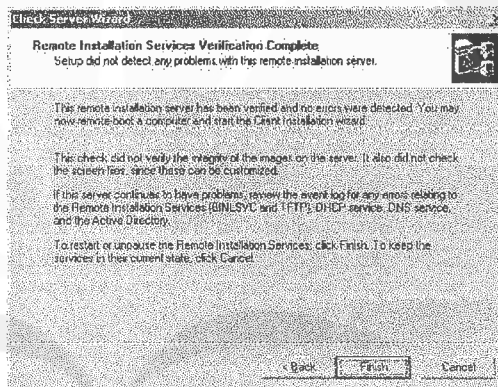 Check Server Wizard
Remote Installation Services Verification Complete
Setup did not detect any problems with this remote installation server.
This remote installation server has been verified and no errors were detected. You may
now remote boot a computer and start the Client Installation wizard.
This check did not verify the integrity of the images on the server. It also did not check
the screen files, since these can be customized.
If this server continues to have problems, review the event log for any errors relating to
the Remote Installation Services (BINLSVC and TFTP), DHCP service, DNS service,
and the Active Directory.
To restart or unpause the Remote Installation Services, click Finish. To keep the
services in their current state, click Cancel.
< Back
Finish
Cancel